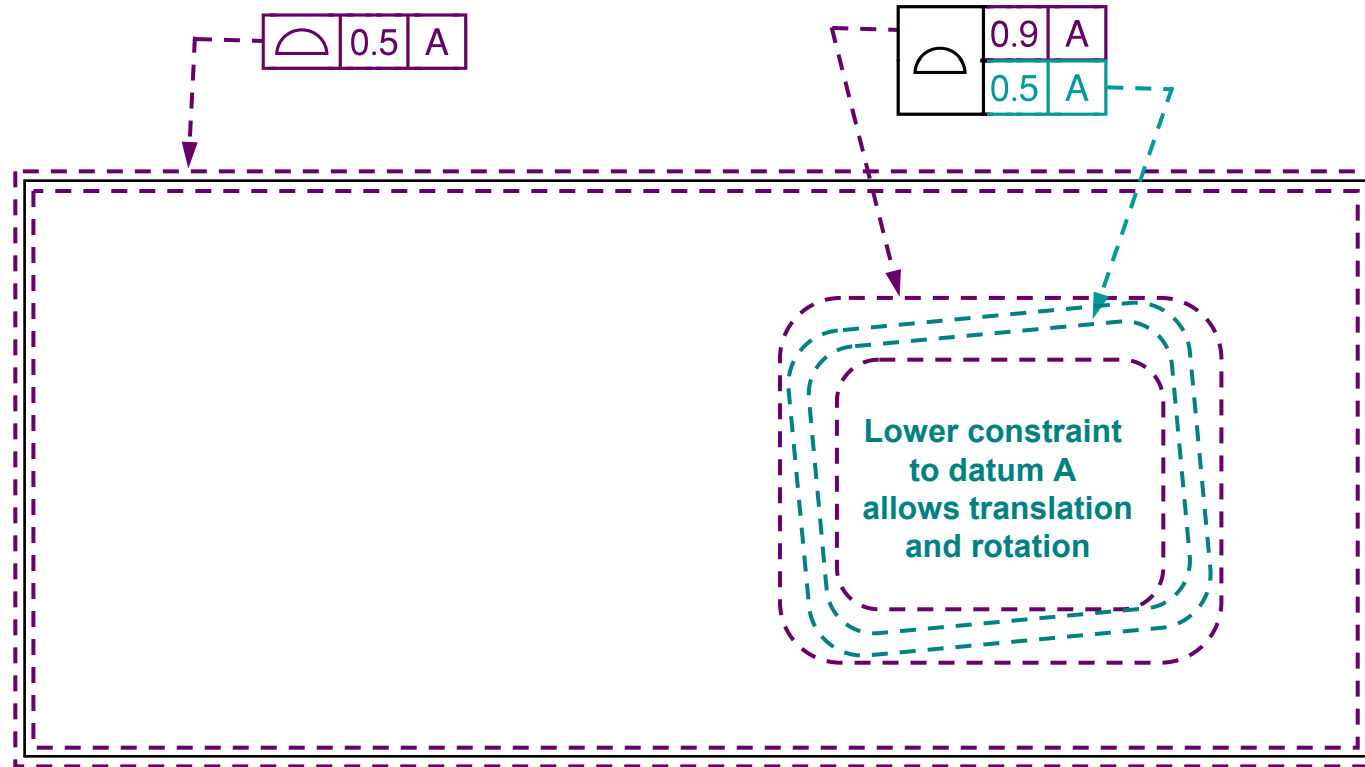 0.5 A
0.9 A
0.5 A
Lower constraint
to datum A
allows translation
and rotation